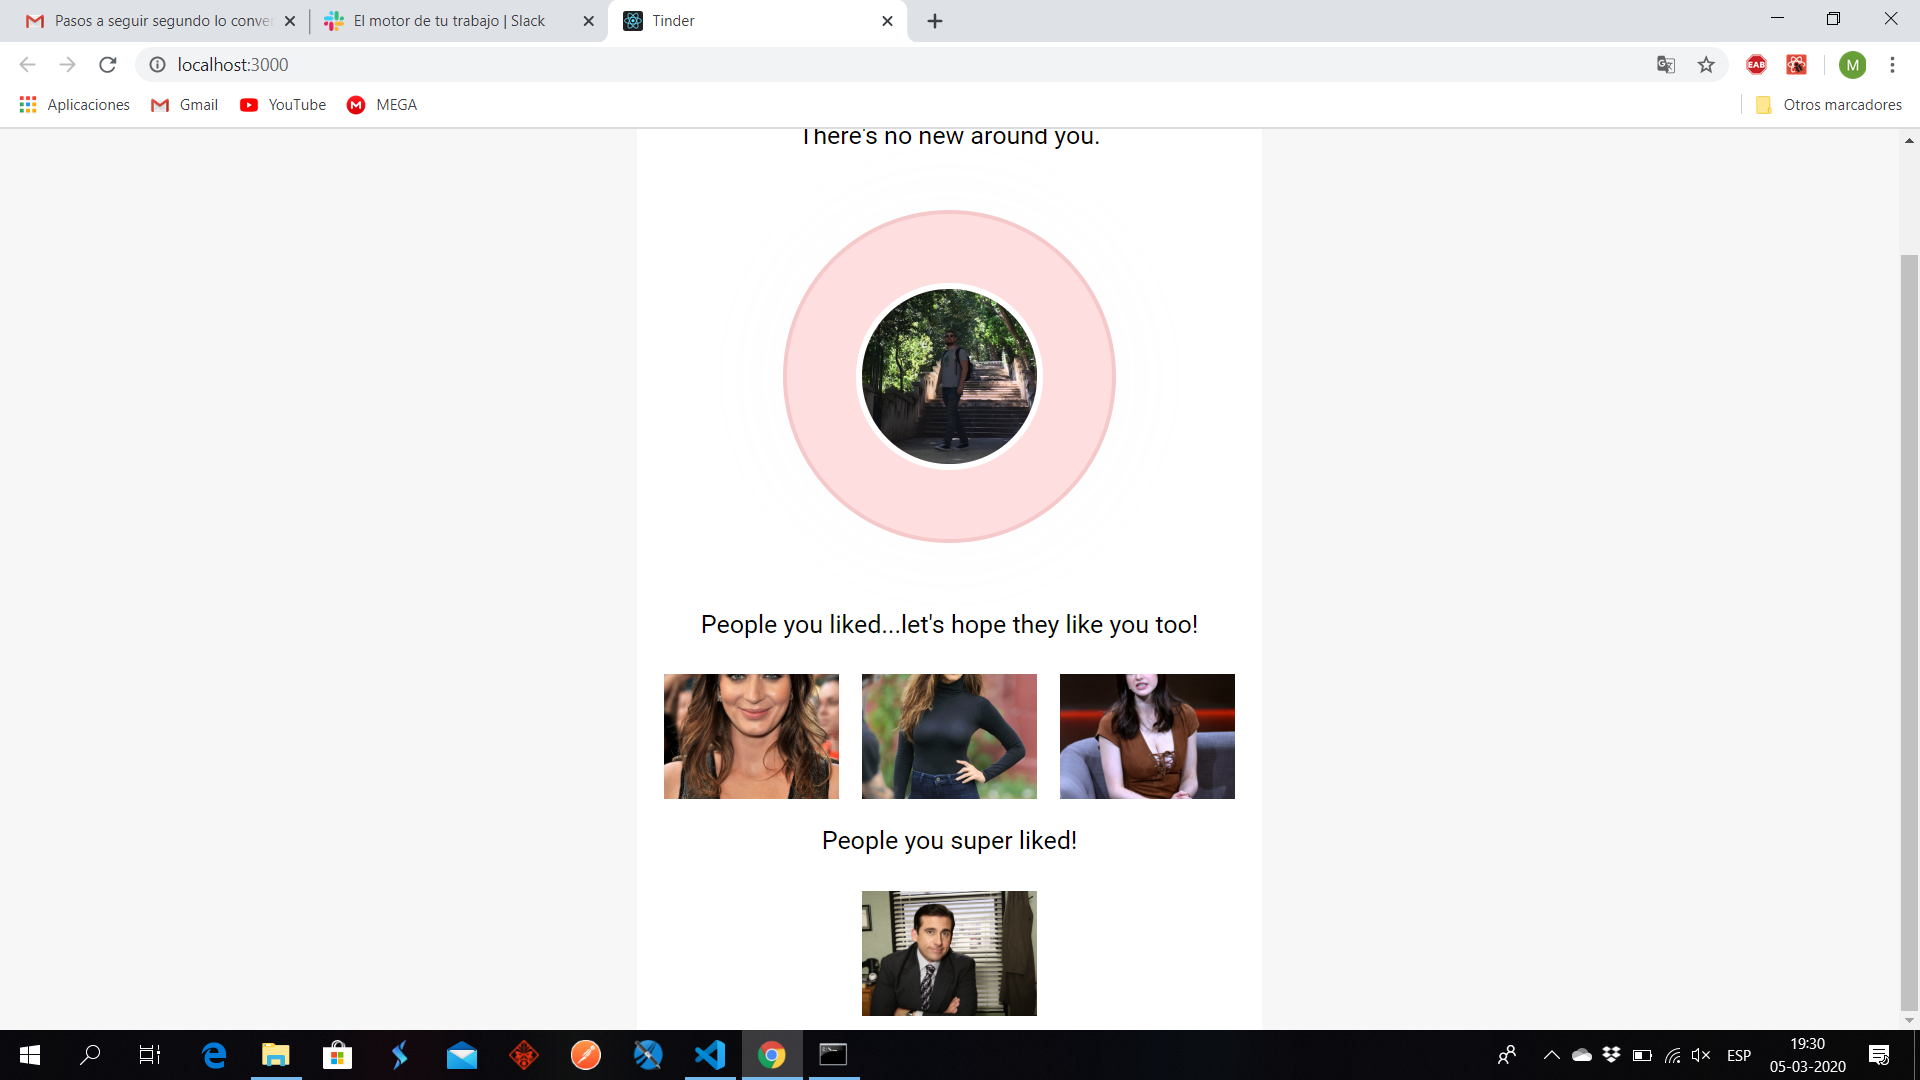 Pasos a seguir segundo lo conve
El motor de tu trabajo | Slack
Tinder
localhost:3000
EAB
M
Aplicaciones
Gmail
YouTube
MEGA
Otros marcadores
There's no new around you.
People you liked...let's hope they like you too!
People you super liked!
ESP
19:30
05-03-2020